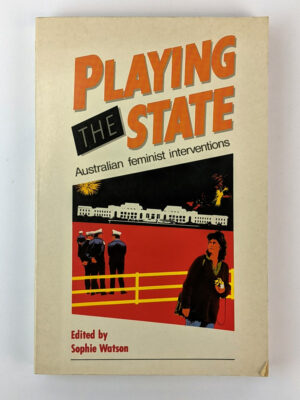 PLAYING
THE STATE
Australian feminist interventions
Edited by
Sophie Watson